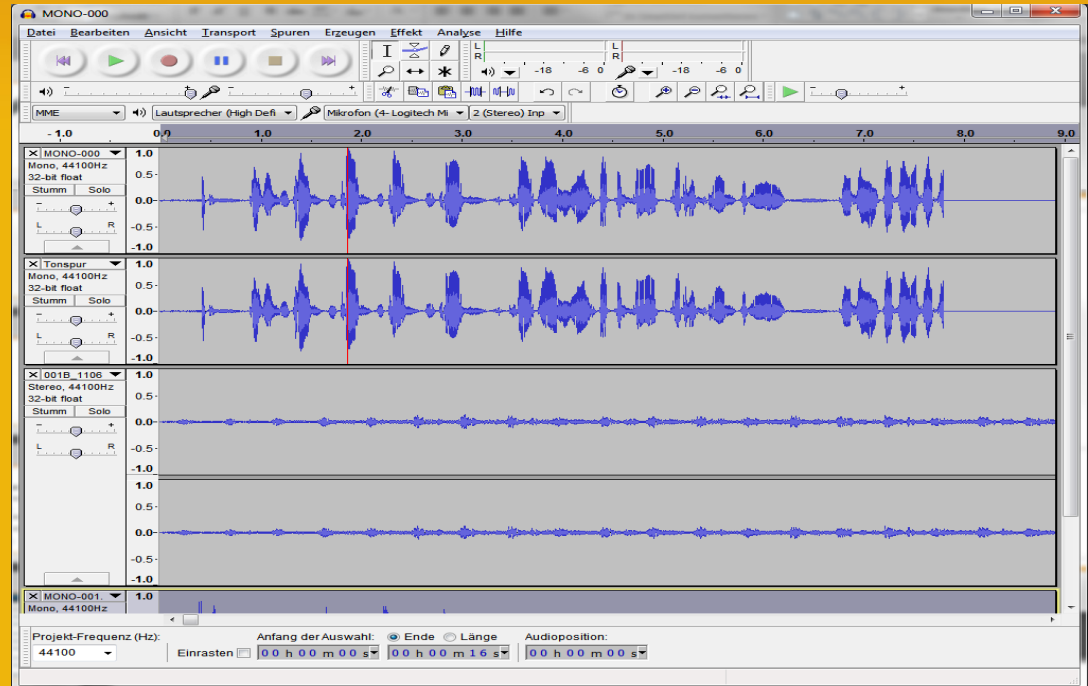 MONO-000
Datei Bearbeiten Ansicht Transport Spuren Erzeugen Effekt Analyse Hilfe
L R -18 -6 0 L R -18 -6 0
MME Lautsprecher (High Defi Mikrofon (4- Logitech Mi 2 (Stereo) Inp
- 1.0 0.0 1.0 2.0 3.0 4.0 5.0 6.0 7.0 8.0 9.0
MONO-000 1.0
Mono, 44100Hz
32-bit float 0.5
Stumm Solo
- + 0.0
L R -0.5
-1.0
Tonspur 1.0
Mono, 44100Hz
32-bit float 0.5
Stumm Solo
- + 0.0
L R -0.5
-1.0
001B_1106 1.0
Stereo, 44100Hz
32-bit float 0.5
Stumm Solo
- + 0.0
L R -0.5
-1.0
1.0
0.5
0.0
-0.5
-1.0
MONO-001. 1.0
Mono, 44100Hz
Projekt-Frequenz (Hz): Anfang der Auswahl: Ende Länge Audioposition:
44100 Einrasten 00 h 00 m 00 s 00 h 00 m 16 s 00 h 00 m 00 s